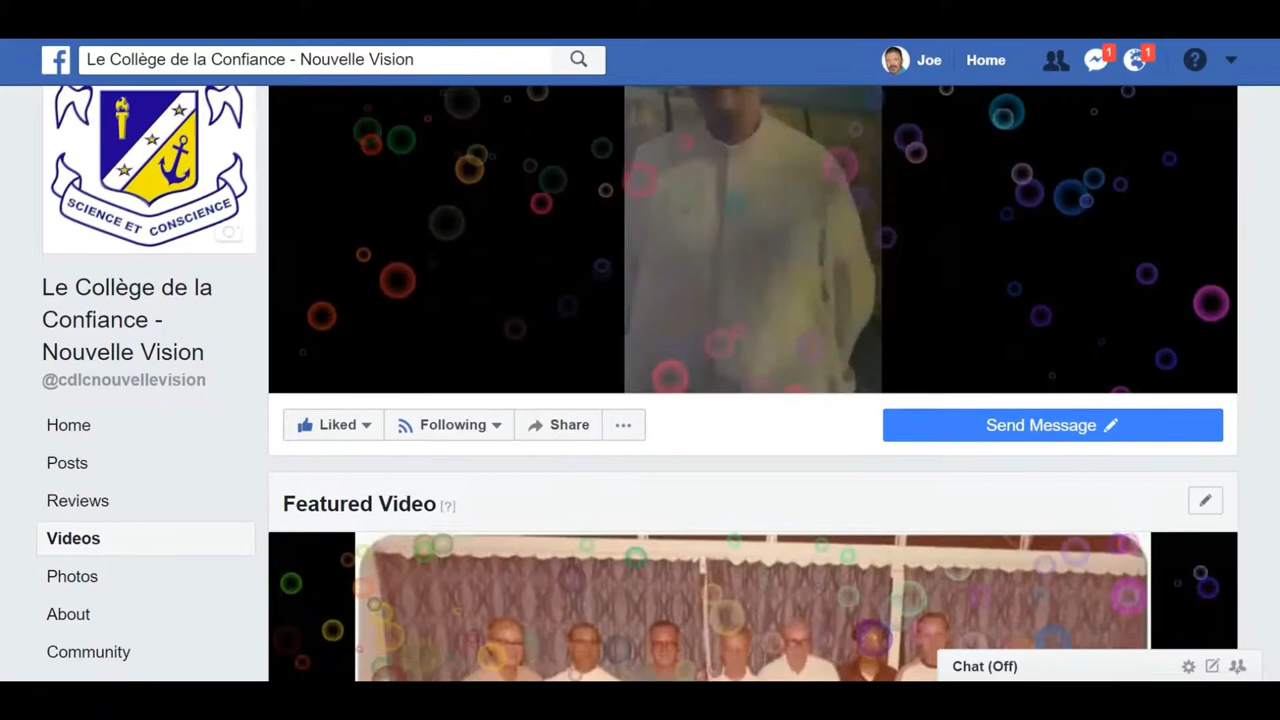 Le Collège de la Confiance - Nouvelle Vision
Joe
Home
1
1
SCIENCE ET CONSCIENCE
Le Collège de la
Confiance -
Nouvelle Vision
@cdlcnouvellevision
Home
Posts
Reviews
Videos
Photos
About
Community
Liked
Following
Share
...
Send Message
Featured Video [?]
Chat (Off)